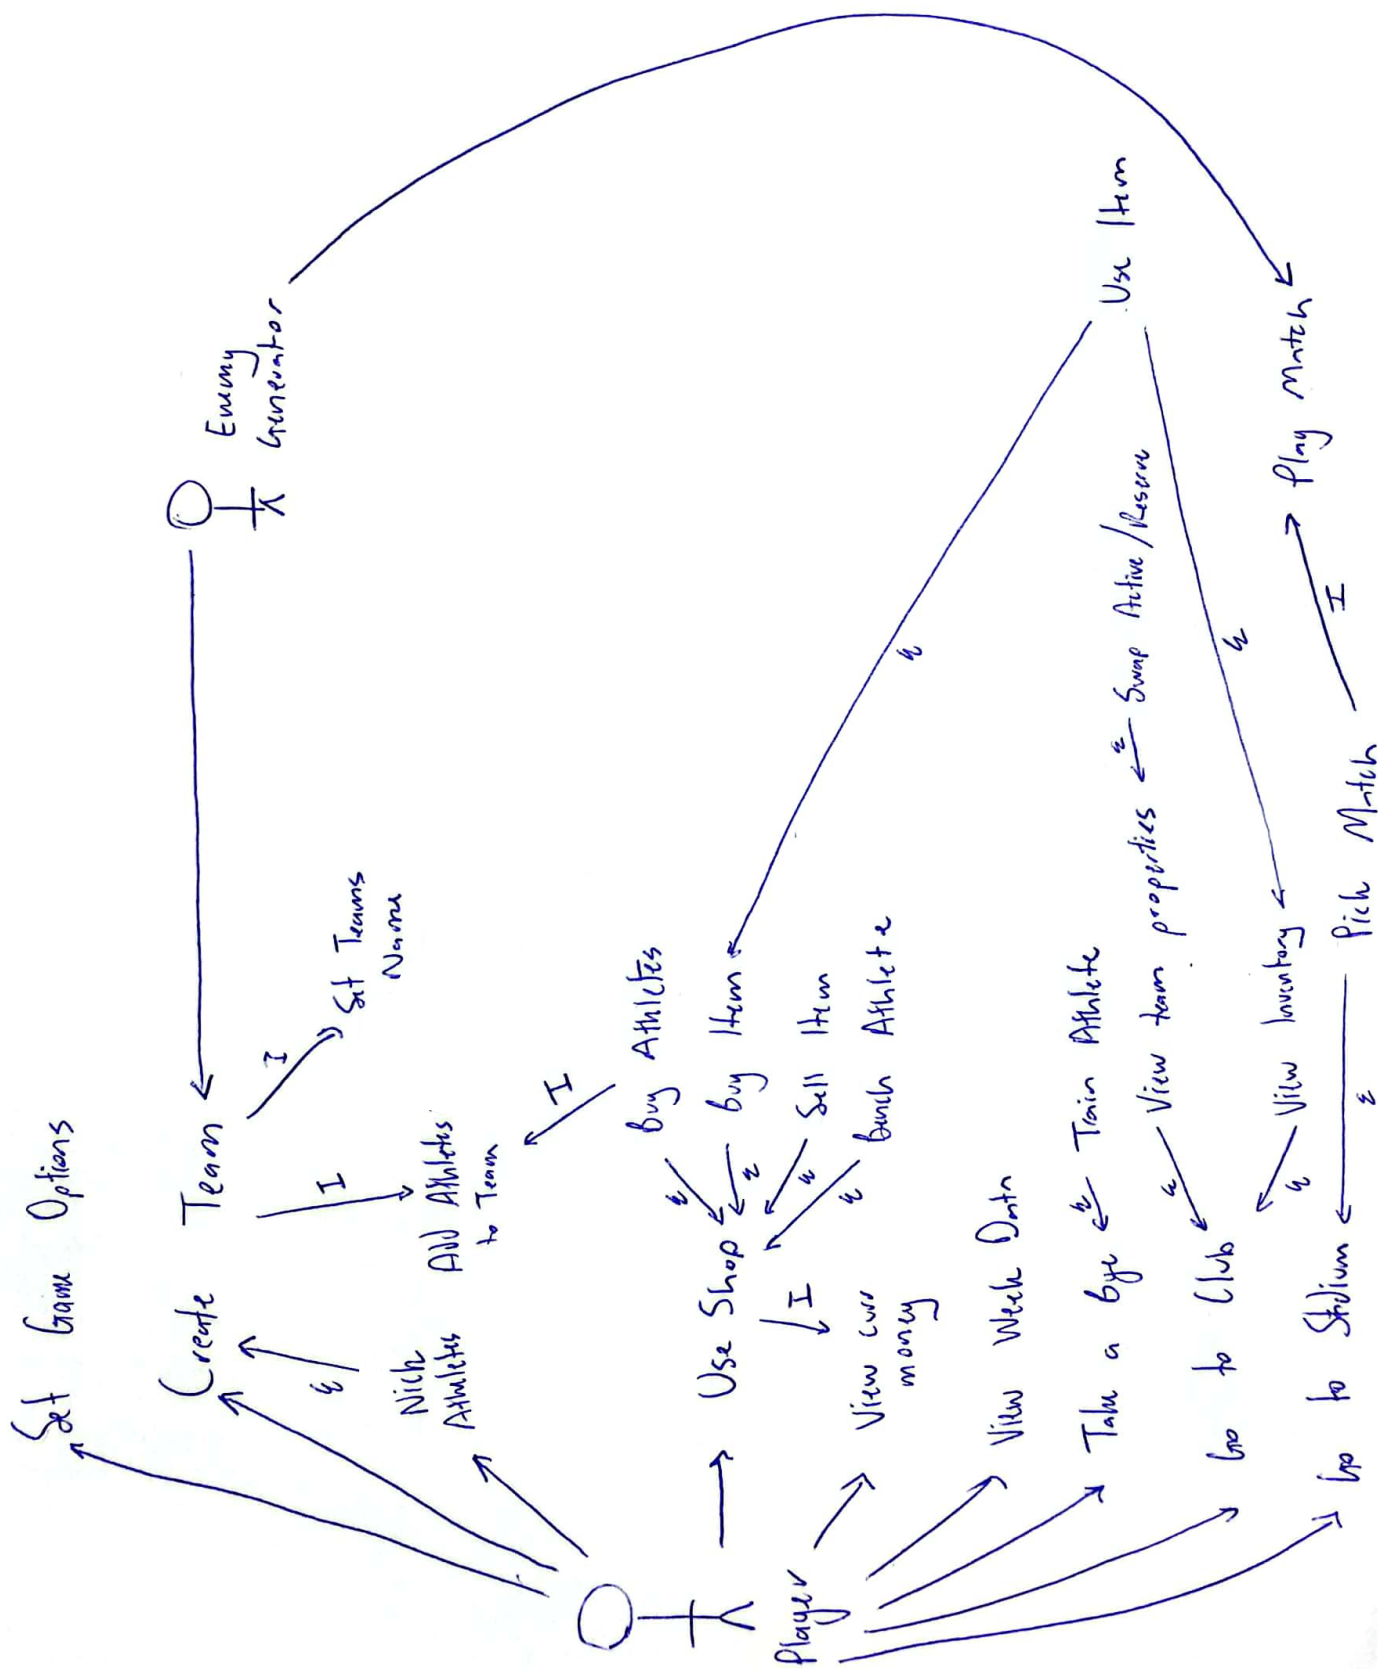 Set Game Options
Create Team
Enemy
Generator
Set Teams
Name
Nick
Athletes
Add Athletes
to Team
I
I
E
I
Buy Athletes
Use Shop
Buy Item
Sell Item
Bench Athlete
E
E
E
E
I
View curr
money
Use Item
E
E
View Week Data
Take a Bye
E
Train Athlete
Go to Club
E
View team properties
E
Swap Active/Reserve
E
View Inventory
Go to Stadium
E
Pick Match
I
Play Match
Player